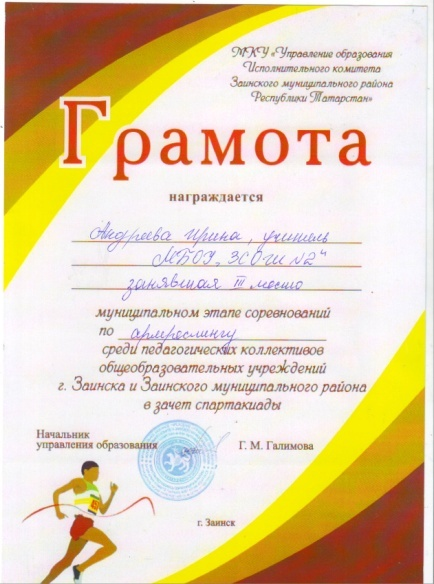 МКУ «Управление образования
Исполнительного комитета
Заинского муниципального района
Республики Татарстан»
Грамота
награждается
Андреева Ирина, учитель
МБОУ „ЗСОШ №2"
занявшая III место
муниципальном этапе соревнований
по армрестлингу
среди педагогических коллективов
общеобразовательных учреждений
г. Заинска и Заинского муниципального района
в зачет спартакиады
Начальник
управления образования Г. М. Галимова
г. Заинск